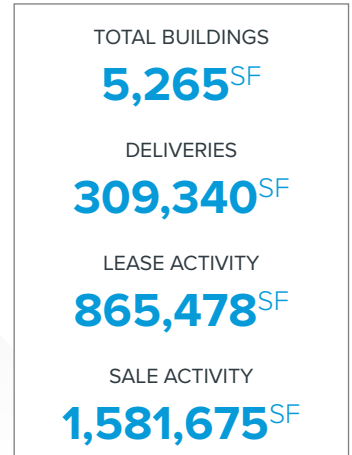 TOTAL BUILDINGS
5,265SF
DELIVERIES
309,340SF
LEASE ACTIVITY
865,478SF
SALE ACTIVITY
1,581,675SF